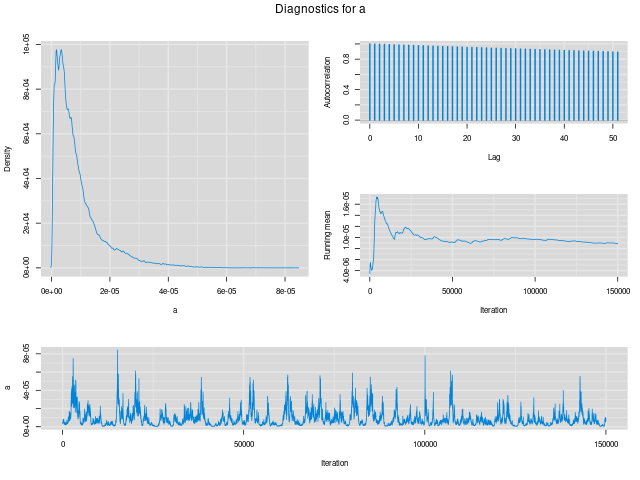 Diagnostics for a
Density
0e+00 2e+04 4e+04 6e+04 8e+04 1e+05
0e+00 2e-05 4e-05 6e-05 8e-05
a
Autocorrelation
0.0 0.4 0.8
0 10 20 30 40 50
Lag
Running mean
4.0e-06 1.0e-05 1.6e-05
0 50000 100000 150000
Iteration
a
0e+00 4e-05 8e-05
0 50000 100000 150000
Iteration